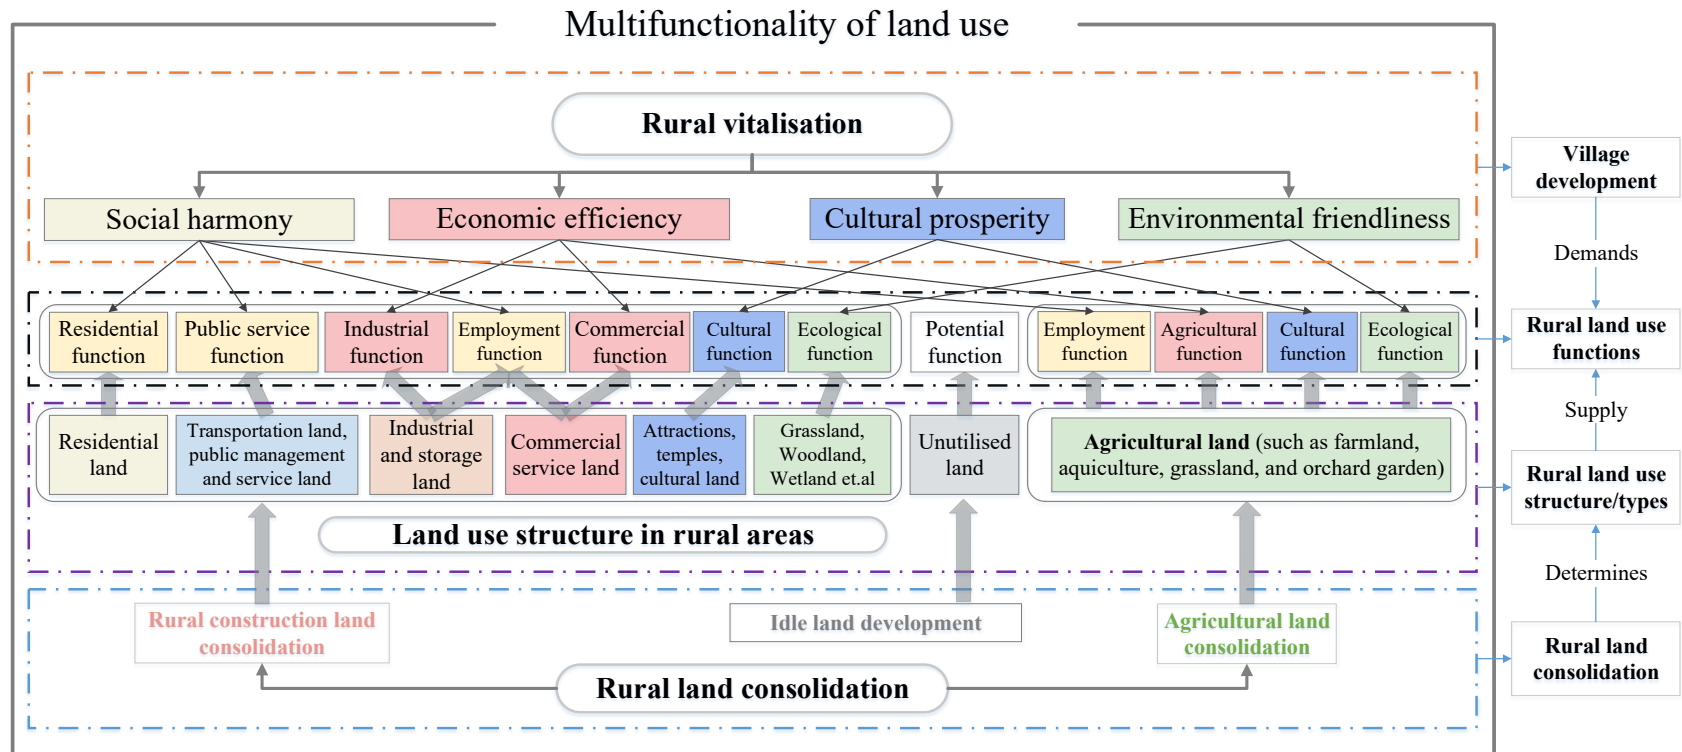 Multifunctionality of land use
Rural vitalisation
Social harmony
Economic efficiency
Cultural prosperity
Environmental friendliness
Residential
function
Public service
function
Industrial
function
Employment
function
Commercial
function
Cultural
function
Ecological
function
Potential
function
Employment
function
Agricultural
function
Cultural
function
Ecological
function
Residential
land
Transportation land,
public management
and service land
Industrial
and storage
land
Commercial
service land
Attractions,
temples,
cultural land
Grassland,
Woodland,
Wetland et.al
Unutilised
land
Agricultural land (such as farmland,
aquiculture, grassland, and orchard garden)
Land use structure in rural areas
Rural construction land
consolidation
Idle land development
Agricultural land
consolidation
Rural land consolidation
Village
development
Demands
Rural land use
functions
Supply
Rural land use
structure/types
Determines
Rural land
consolidation